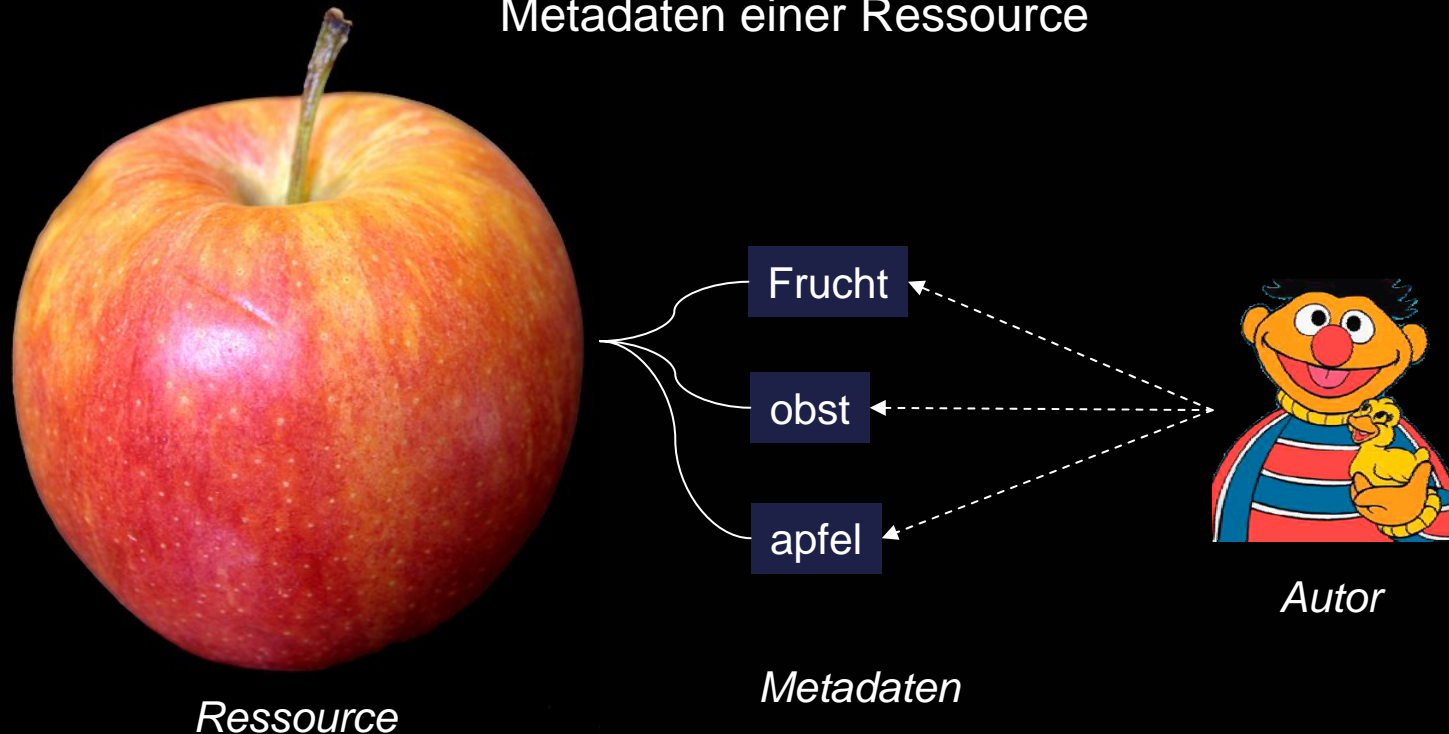 Metadaten einer Ressource
Frucht
obst
apfel
Autor
Metadaten
Ressource